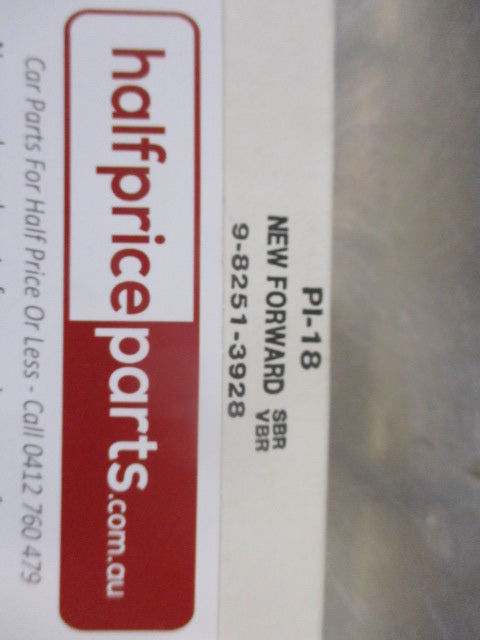 PI-18
NEW FORWARD SBR
VBR
9-8251-3928
halfpriceparts.com.au
Car Parts For Half Price Or Less - Call 0412 760 479